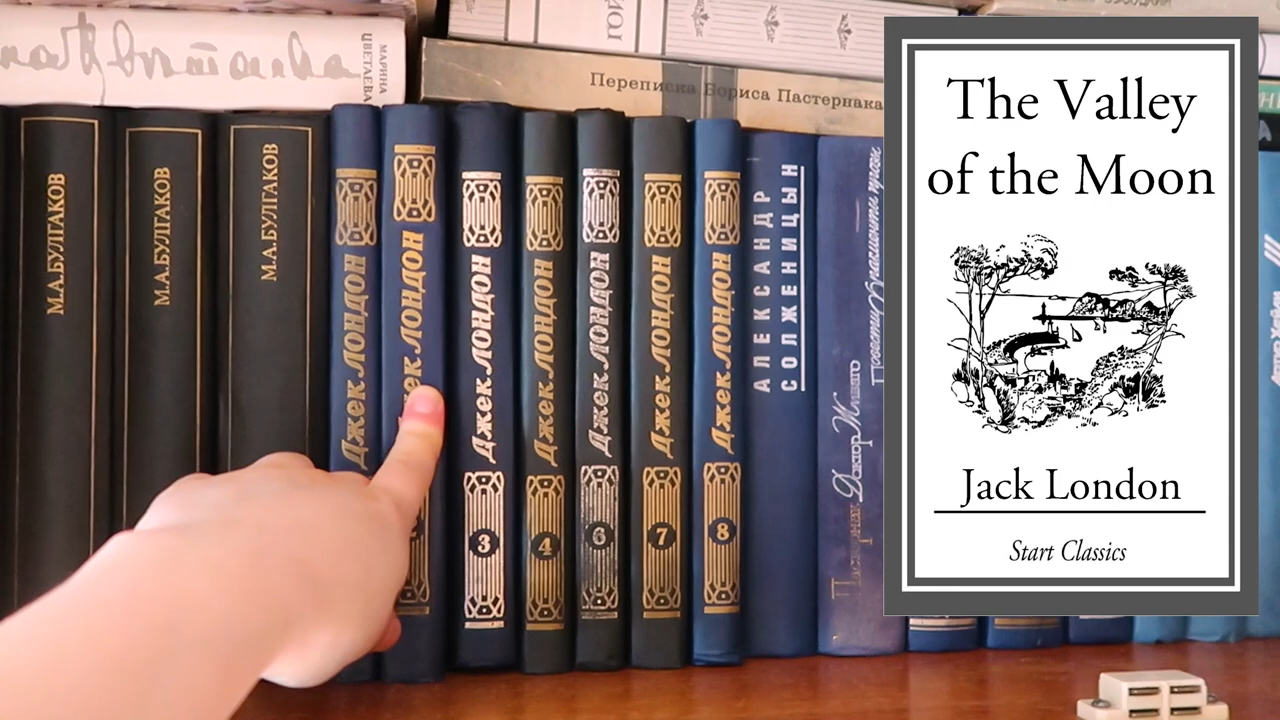 МАРИНА
ЦВЕТАЕВА
ГОЙ
Переписка Бориса Пастернака
М.А.БУЛГАКОВ
М.А.БУЛГАКОВ
М.А.БУЛГАКОВ
Джек ЛОНДОН
ек ЛОНДОН
Джек ЛОНДОН
3
Джек ЛОНДОН
4
Джек ЛОНДОН
6
Джек ЛОНДОН
7
Джек ЛОНДОН
8
АЛЕКСАНДР
СОЛЖЕНИЦЫН
Пастернак Доктор Живаго
The Valley
of the Moon
Jack London
Start Classics